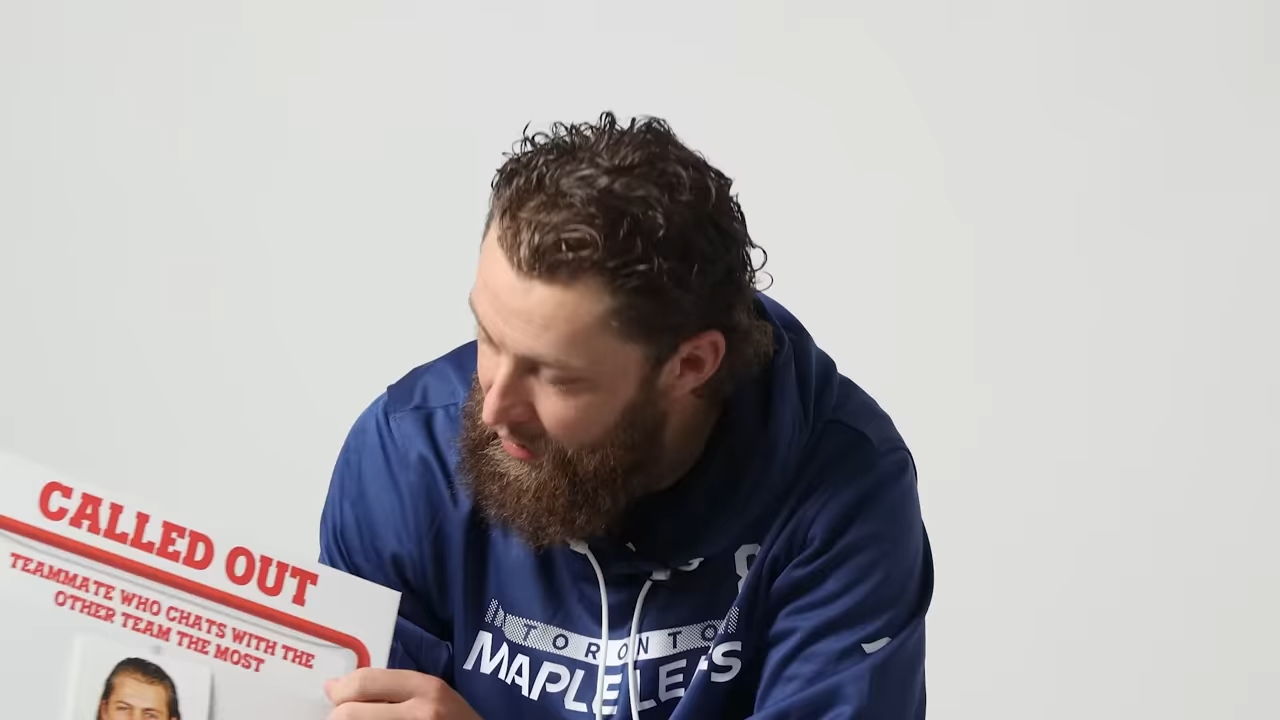 CALLED OUT
TEAMMATE WHO CHATS WITH THE
OTHER TEAM THE MOST
TORONTO
MAPLE LEAFS